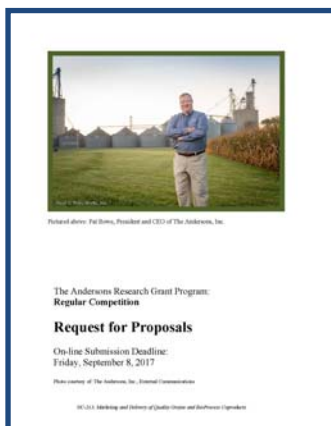 Pictured above: Pat Bowe, President and CEO of The Andersons, Inc.
The Andersons Research Grant Program:
Regular Competition
Request for Proposals
On-line Submission Deadline:
Friday, September 8, 2017
Photo courtesy of The Andersons, Inc., External Communications
NC-213: Marketing and Delivery of Quality Grains and BioProcess Coproducts